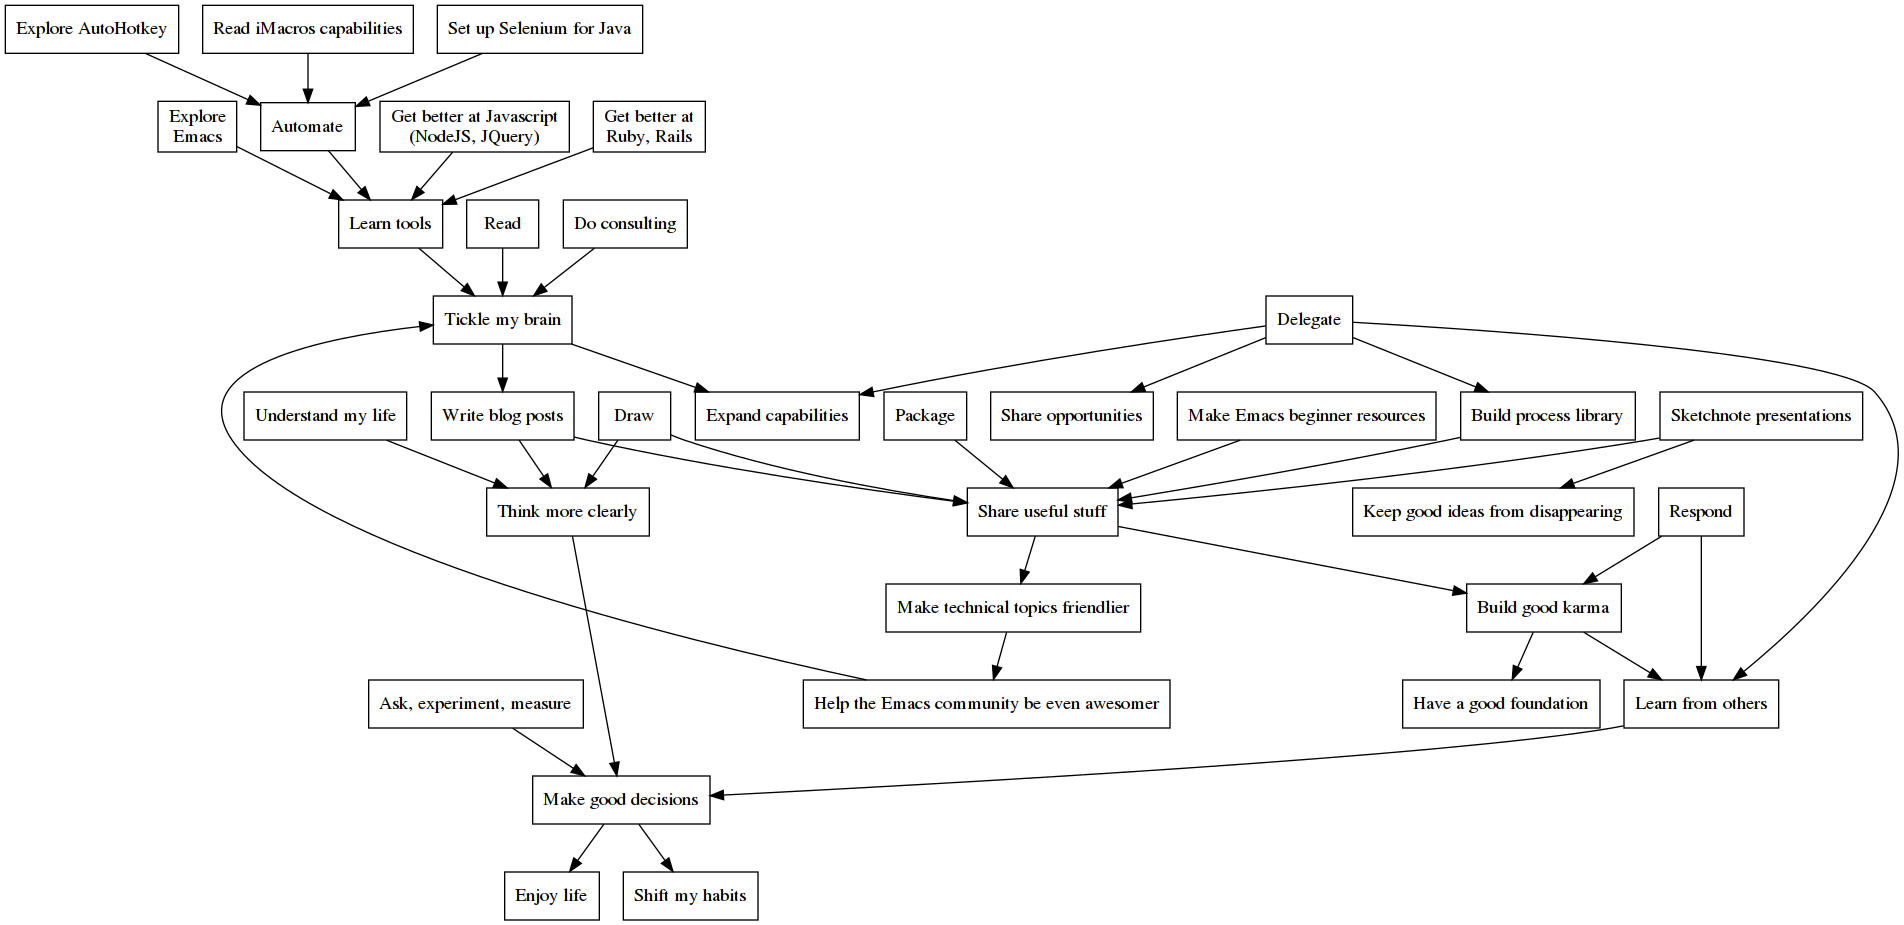 Explore AutoHotkey
Read iMacros capabilities
Set up Selenium for Java
Explore
Emacs
Automate
Get better at Javascript
(NodeJS, JQuery)
Get better at
Ruby, Rails
Learn tools
Read
Do consulting
Tickle my brain
Delegate
Understand my life
Write blog posts
Draw
Expand capabilities
Package
Share opportunities
Make Emacs beginner resources
Build process library
Sketchnote presentations
Think more clearly
Share useful stuff
Keep good ideas from disappearing
Respond
Make technical topics friendlier
Build good karma
Ask, experiment, measure
Help the Emacs community be even awesomer
Have a good foundation
Learn from others
Make good decisions
Enjoy life
Shift my habits